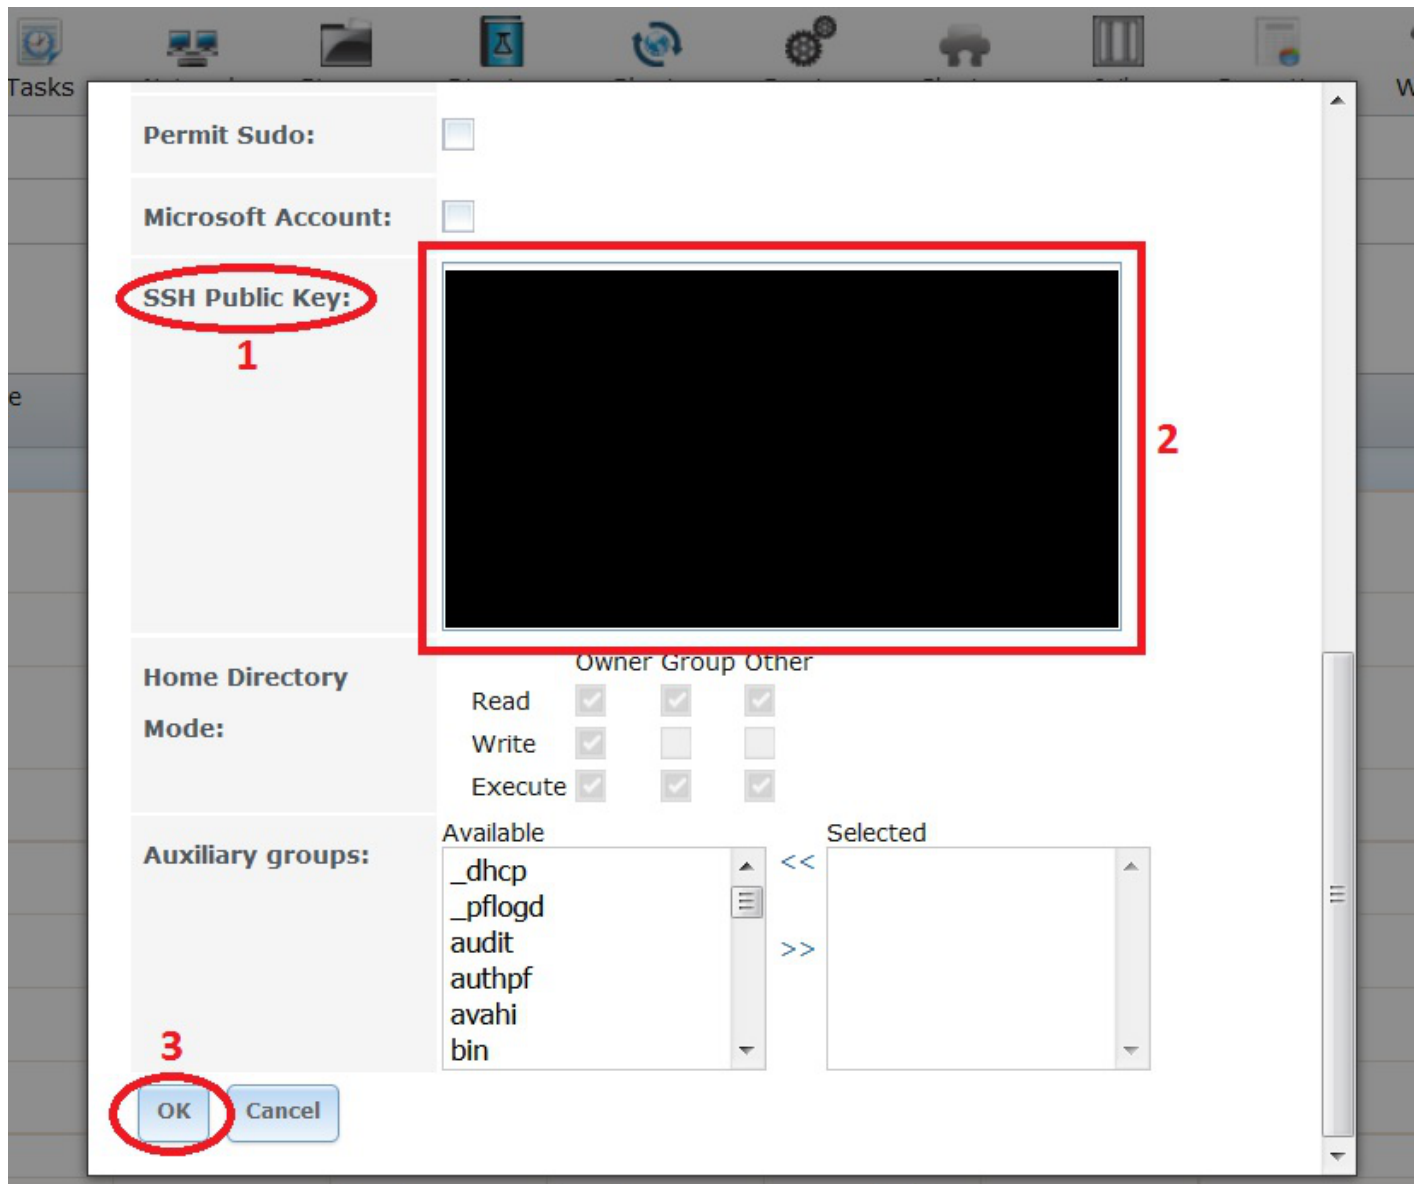 Tasks
W
Permit Sudo:
Microsoft Account:
SSH Public Key:
1
e
2
Owner Group Other
Home Directory
Mode:
Read
Write
Execute
Available
Selected
Auxiliary groups:
_dhcp
<<
_pflogd
audit
>>
authpf
avahi
bin
3
OK
Cancel